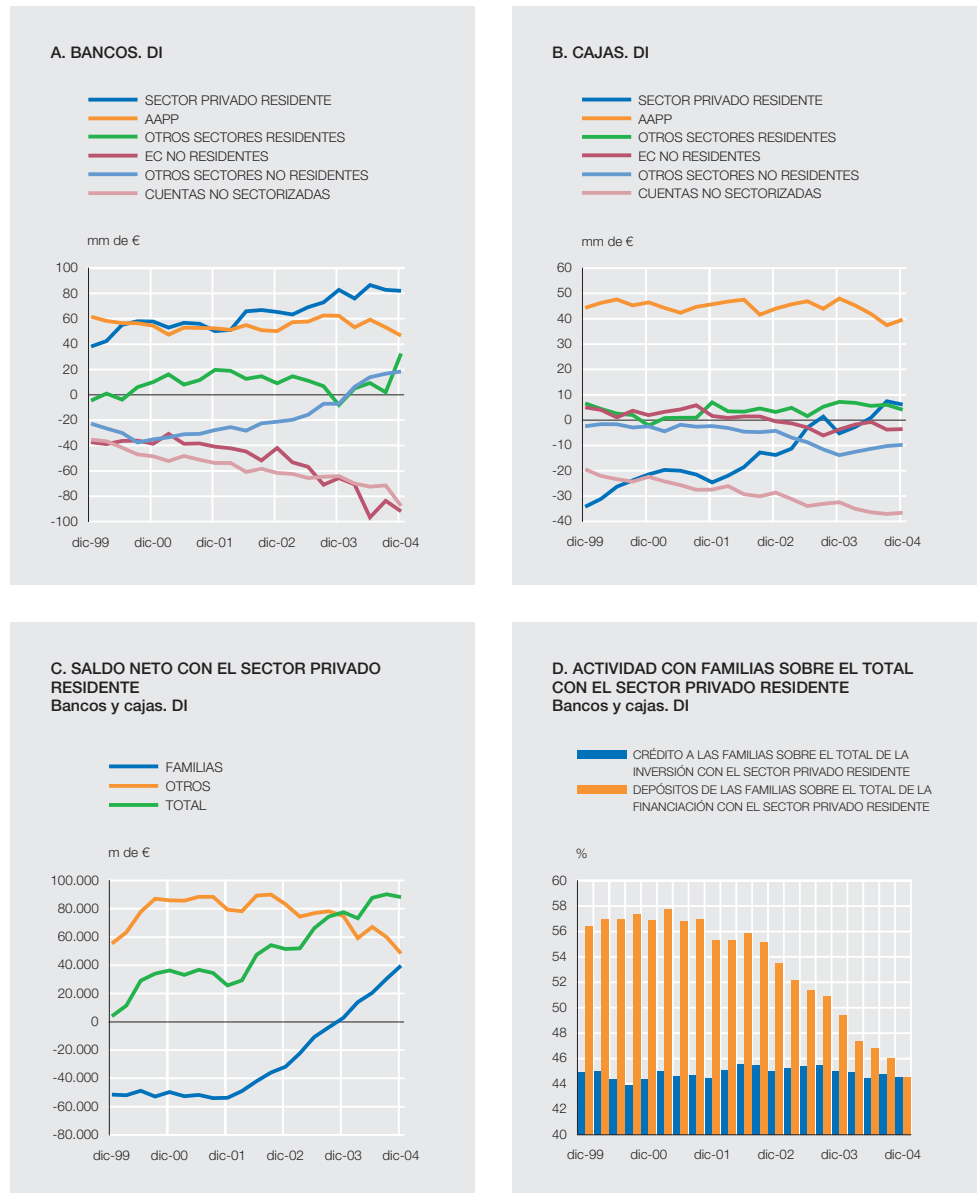 A. BANCOS. DI
SECTOR PRIVADO RESIDENTE
AAPP
OTROS SECTORES RESIDENTES
EC NO RESIDENTES
OTROS SECTORES NO RESIDENTES
CUENTAS NO SECTORIZADAS
mm de €
100
80
60
40
20
0
-20
-40
-60
-80
-100
dic-99 dic-00 dic-01 dic-02 dic-03 dic-04
B. CAJAS. DI
SECTOR PRIVADO RESIDENTE
AAPP
OTROS SECTORES RESIDENTES
EC NO RESIDENTES
OTROS SECTORES NO RESIDENTES
CUENTAS NO SECTORIZADAS
mm de €
60
50
40
30
20
10
0
-10
-20
-30
-40
dic-99 dic-00 dic-01 dic-02 dic-03 dic-04
C. SALDO NETO CON EL SECTOR PRIVADO
RESIDENTE
Bancos y cajas. DI
FAMILIAS
OTROS
TOTAL
m de €
100.000
80.000
60.000
40.000
20.000
0
-20.000
-40.000
-60.000
-80.000
dic-99 dic-00 dic-01 dic-02 dic-03 dic-04
D. ACTIVIDAD CON FAMILIAS SOBRE EL TOTAL
CON EL SECTOR PRIVADO RESIDENTE
Bancos y cajas. DI
CRÉDITO A LAS FAMILIAS SOBRE EL TOTAL DE LA
INVERSIÓN CON EL SECTOR PRIVADO RESIDENTE
DEPÓSITOS DE LAS FAMILIAS SOBRE EL TOTAL DE LA
FINANCIACIÓN CON EL SECTOR PRIVADO RESIDENTE
%
60
58
56
54
52
50
48
46
44
42
40
dic-99 dic-00 dic-01 dic-02 dic-03 dic-04